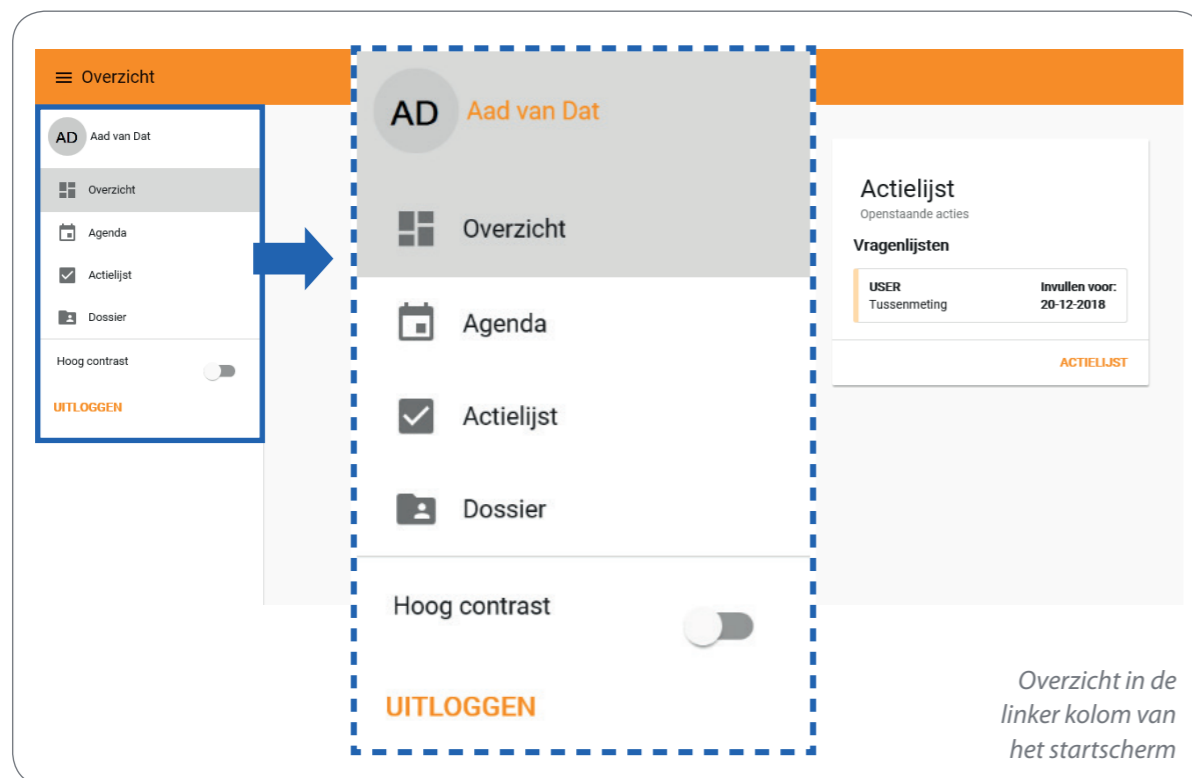 Overzicht
AD Aad van Dat
Overzicht
Agenda
Actielijst
Dossier
Hoog contrast
UITLOGGEN
AD Aad van Dat
Overzicht
Agenda
Actielijst
Dossier
Hoog contrast
UITLOGGEN
Actielijst
Openstaande acties
Vragenlijsten
USER Invullen voor:
Tussenmeting 20-12-2018
ACTIELIJST
Overzicht in de
linker kolom van
het startscherm